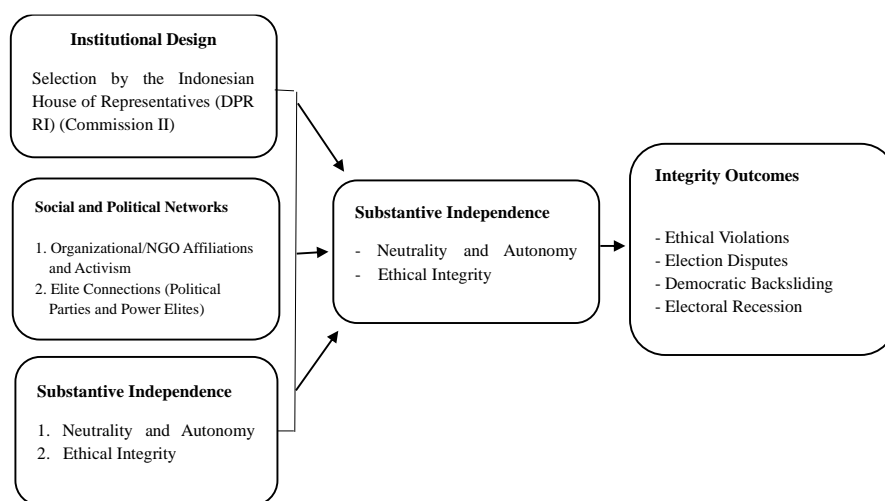 Institutional Design
Selection by the Indonesian
House of Representatives (DPR
RI) (Commission II)
Social and Political Networks
1. Organizational/NGO Affiliations
and Activism
2. Elite Connections (Political
Parties and Power Elites)
Substantive Independence
1. Neutrality and Autonomy
2. Ethical Integrity
Substantive Independence
- Neutrality and Autonomy
- Ethical Integrity
Integrity Outcomes
- Ethical Violations
- Election Disputes
- Democratic Backsliding
- Electoral Recession